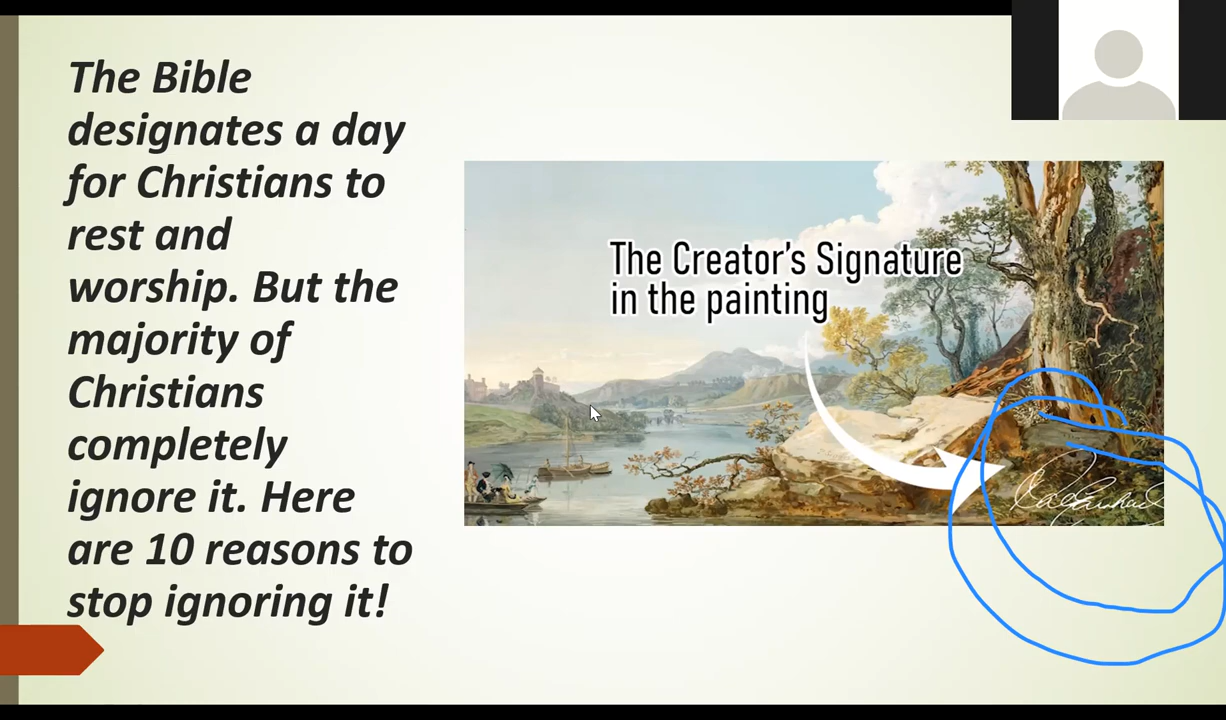 The Bible
designates a day
for Christians to
rest and
worship. But the
majority of
Christians
completely
ignore it. Here
are 10 reasons to
stop ignoring it!
The Creator's Signature
in the painting